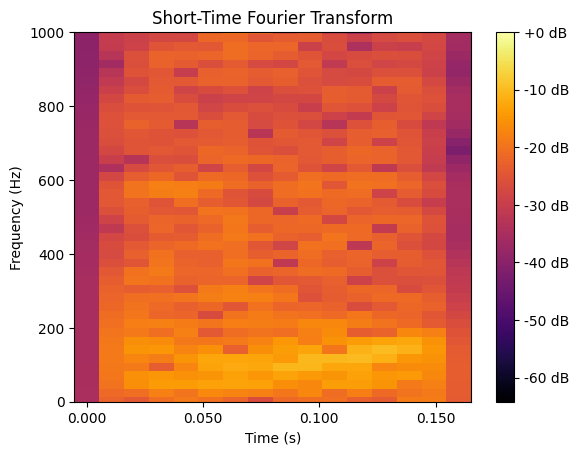 Short-Time Fourier Transform
1000
800
600
400
200
0
Frequency (Hz)
0.000
0.050
0.100
0.150
Time (s)
+0 dB
-10 dB
-20 dB
-30 dB
-40 dB
-50 dB
-60 dB